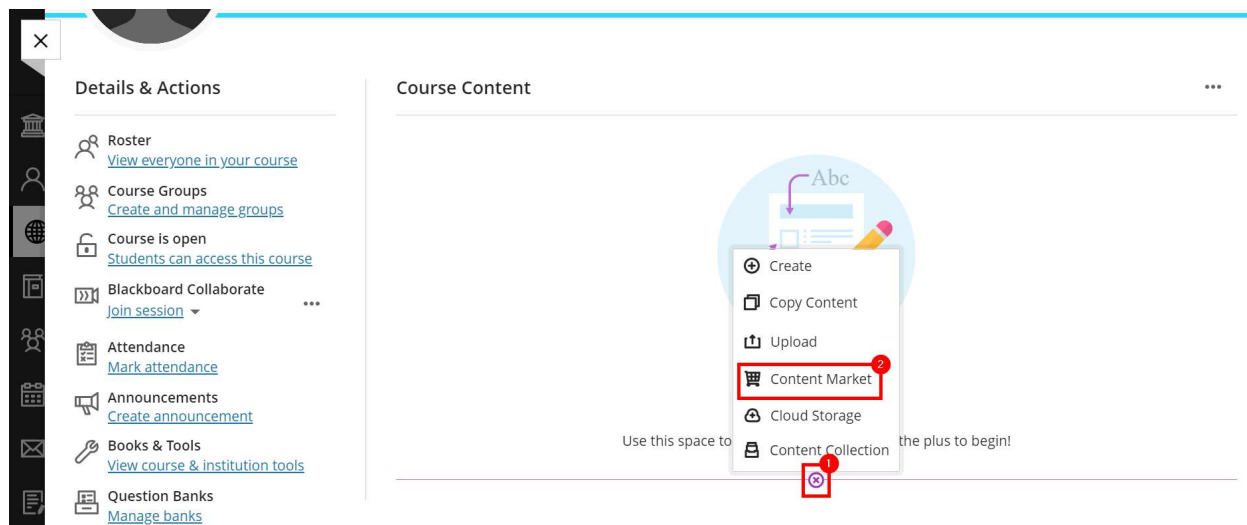 Details & Actions
Roster
View everyone in your course
Course Groups
Create and manage groups
Course is open
Students can access this course
Blackboard Collaborate
Join session
Attendance
Mark attendance
Announcements
Create announcement
Books & Tools
View course & institution tools
Question Banks
Manage banks
Course Content
Abc
Create
Copy Content
Upload
2
Content Market
Cloud Storage
Use this space to the plus to begin!
Content Collection
1